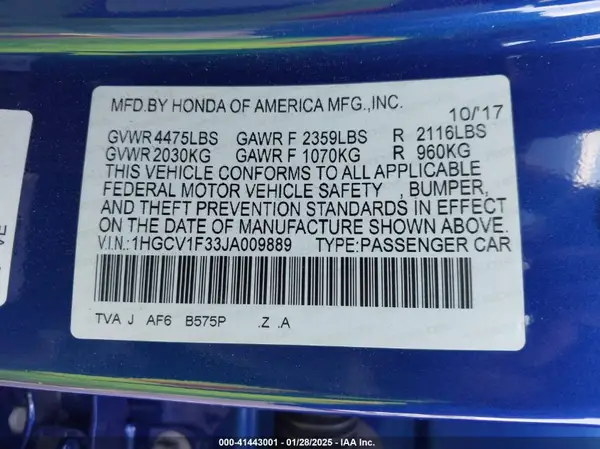 MFD.BY HONDA OF AMERICA MFG.,INC. 10/'17
GVWR 4475LBS GAWR F 2359LBS R 2116LBS
GVWR 2030KG GAWR F 1070KG R 960KG
THIS VEHICLE CONFORMS TO ALL APPLICABLE
FEDERAL MOTOR VEHICLE SAFETY , BUMPER,
AND THEFT PREVENTION STANDARDS IN EFFECT
ON THE DATE OF MANUFACTURE SHOWN ABOVE.
V.I.N.: 1HGCV1F33JA009889 TYPE: PASSENGER CAR
TVA J AF6 B575P .Z .A
000-41443001 | 01/28/2025 - IAA Inc.